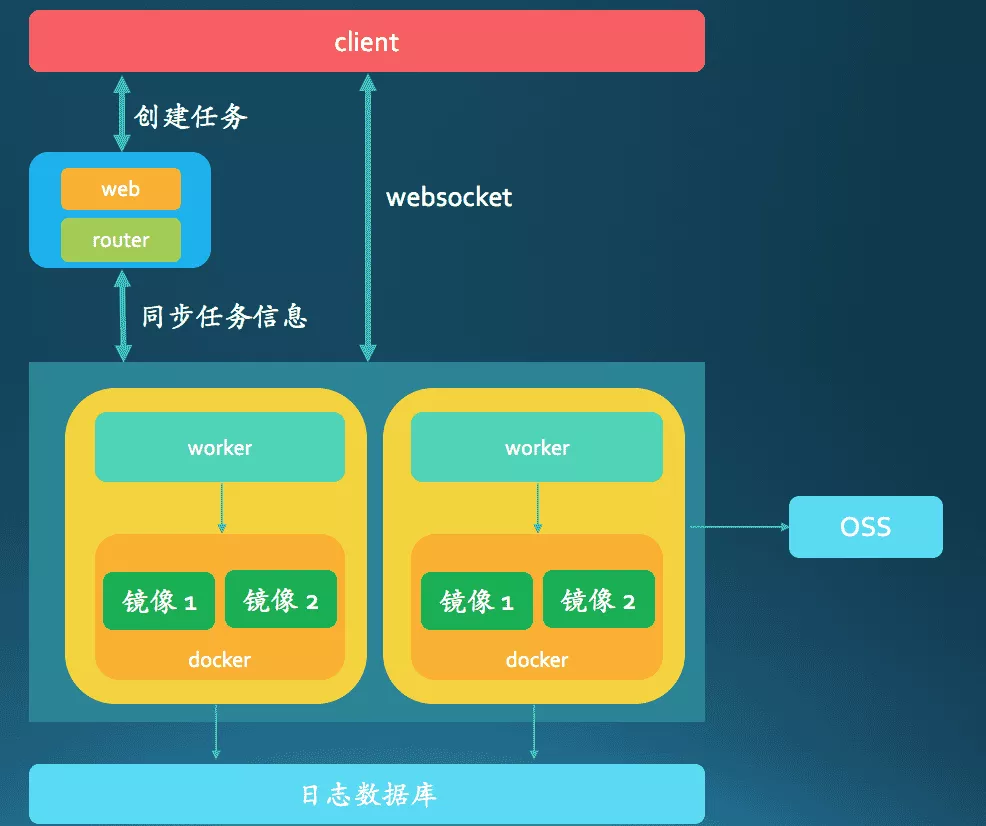 client
创建任务
web
websocket
router
同步任务信息
worker
worker
OSS
镜像 1
镜像 2
镜像 1
镜像 2
docker
docker
日志数据库